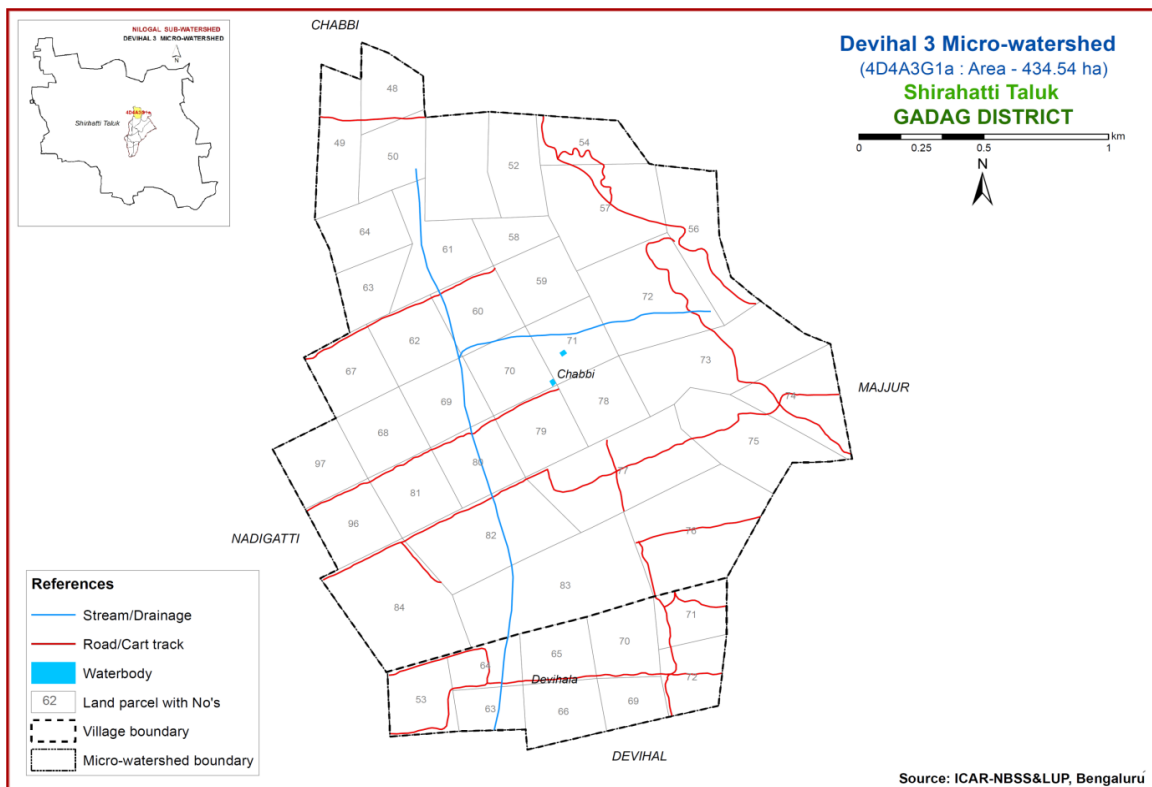 CHABBI
NILOGAL SUB-WATERSHED
DEVIHAL 3 MICRO-WATERSHED
N
4D4A3G1a
Shirhatti Taluk
Devihal 3 Micro-watershed
(4D4A3G1a : Area - 434.54 ha)
Shirahatti Taluk
GADAG DISTRICT
km
0 0.25 0.5 1
N
48
49
50
52
54
57
56
64
61
58
63
59
60
72
62
71
67
70
Chabbi
73
MAJJUR
69
78
74
68
79
75
97
80
77
81
96
82
76
NADIGATTI
83
84
71
70
65
64
Devihala
72
53
63
66
69
DEVIHAL
References
Stream/Drainage
Road/Cart track
Waterbody
62 Land parcel with No's
Village boundary
Micro-watershed boundary
Source: ICAR-NBSS&LUP, Bengaluru